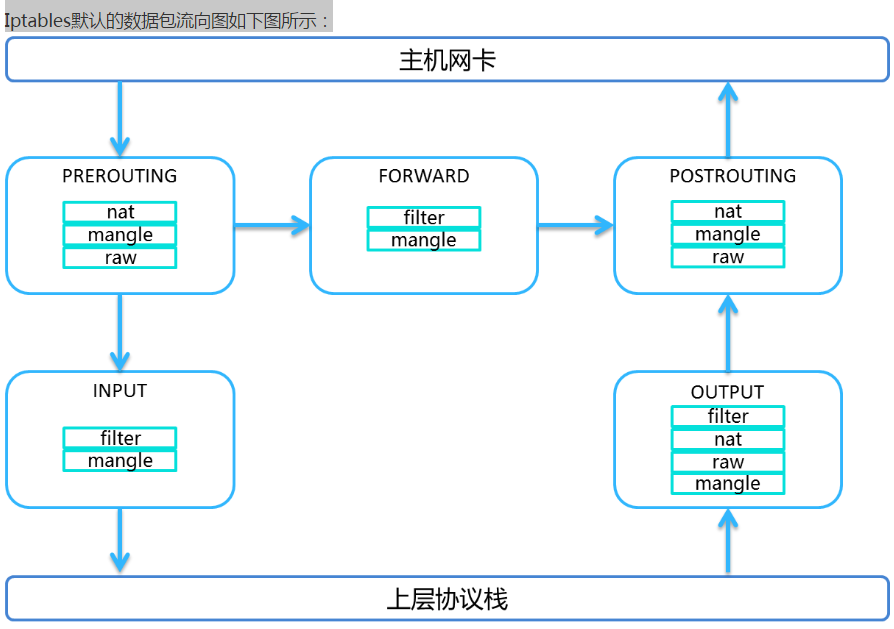 Iptables默认的数据包流向图如下图所示：
主机网卡
PREROUTING
nat
mangle
raw
FORWARD
filter
mangle
POSTROUTING
nat
mangle
raw
INPUT
filter
mangle
OUTPUT
filter
nat
raw
mangle
上层协议栈